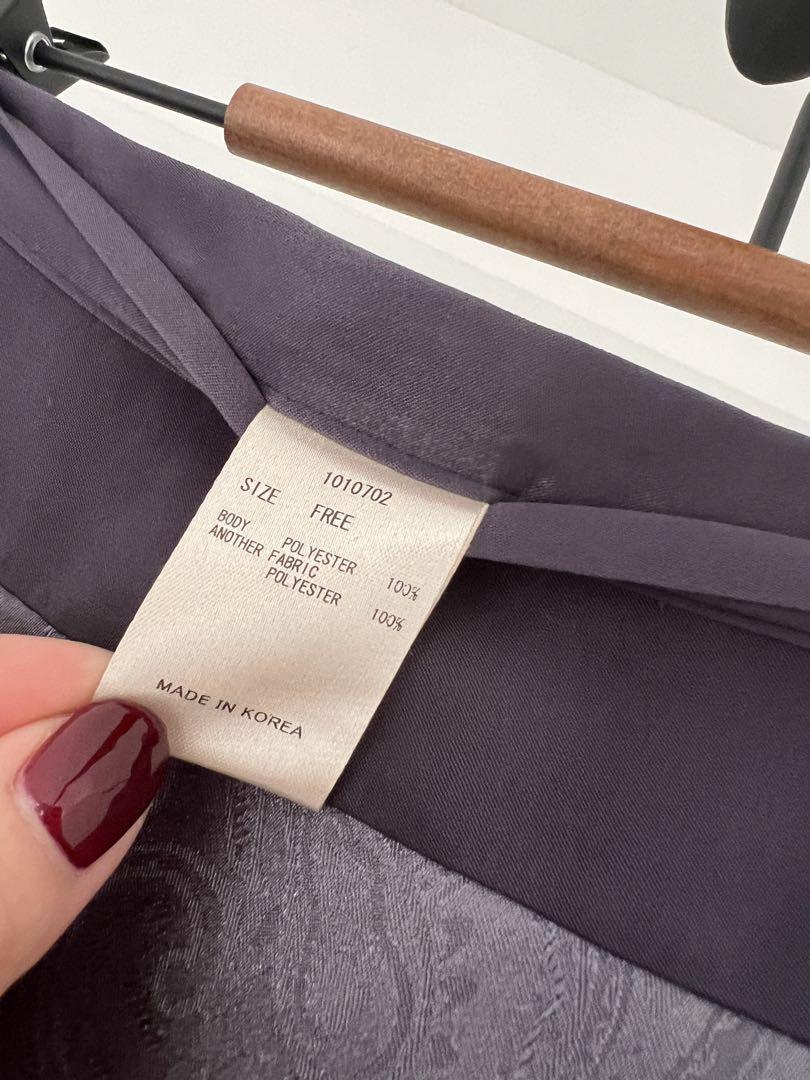 1010702
SIZE FREE
BODY POLYESTER 100%
ANOTHER FABRIC
POLYESTER 100%
MADE IN KOREA